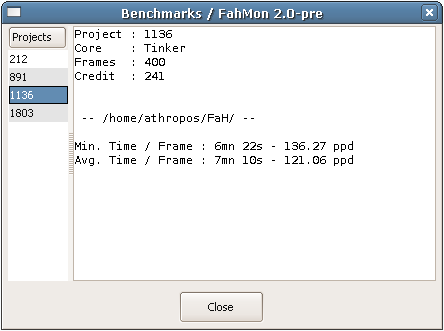 Benchmarks / FahMon 2.0-pre
Projects
212
891
1136
1803
Project : 1136
Core    : Tinker
Frames  : 400
Credit  : 241
-- /home/athropos/FaH/ --
Min. Time / Frame : 6mn 22s - 136.27 ppd
Avg. Time / Frame : 7mn 10s - 121.06 ppd
Close